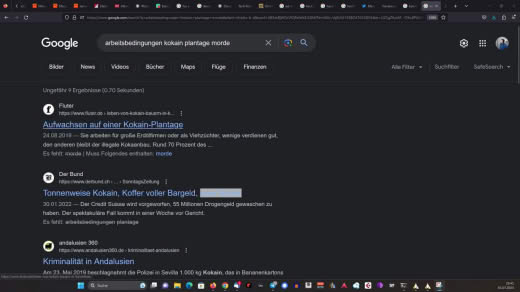 Google
arbeitsbedingungen kokain plantage morde
Bilder News Videos Bücher Maps Flüge Finanzen
Alle Filter Suchfilter SafeSearch
Ungefähr 9 Ergebnisse (0,70 Sekunden)
Fluter
https://www.fluter.de › leben-von-kokain-bauern-in-k...
Aufwachsen auf einer Kokain-Plantage
24.08.2019 — Sie arbeiten für große Erdölfirmen oder als Viehzüchter, wenige verdienen gut,
den anderen bleibt der illegale Kokaanbau. Rund 70 Prozent des ...
Es fehlt: morde | Muss Folgendes enthalten: morde
Der Bund
https://www.derbund.ch › ... › SonntagsZeitung
Tonnenweise Kokain, Koffer voller Bargeld,
30.01.2022 — Der Credit Suisse wird vorgeworfen, 55 Millionen Drogengeld gewaschen zu
haben. Der spektakuläre Fall kommt in einer Woche vor Gericht.
Es fehlt: arbeitsbedingungen plantage
andalusien 360
https://www.andalusien360.de › kriminalitaet-andalusien
Kriminalität in Andalusien
Am 23. Mai 2019 beschlagnahmt die Polizei in Sevilla 1.000 kg Kokain, das in Bananenkartons
Suche